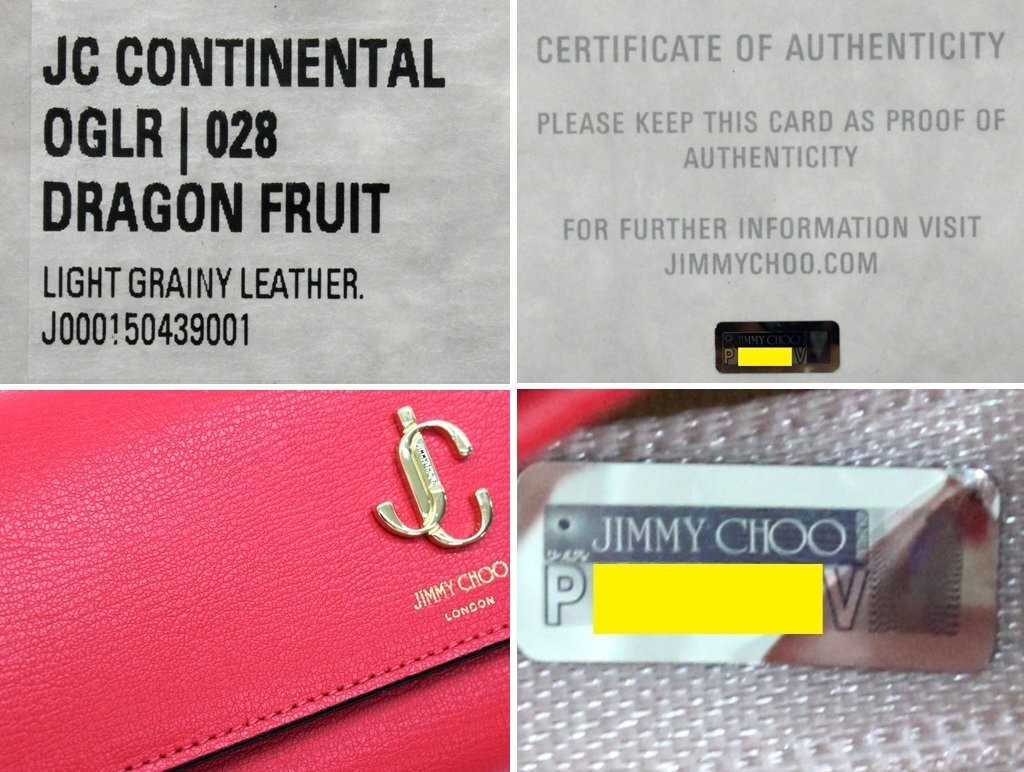 JC CONTINENTAL
OGLR | 028
DRAGON FRUIT
LIGHT GRAINY LEATHER.
J000150439001
CERTIFICATE OF AUTHENTICITY
PLEASE KEEP THIS CARD AS PROOF OF
AUTHENTICITY
FOR FURTHER INFORMATION VISIT
JIMMYCHOO.COM
JIMMY CHOO
P V
JC
JIMMY CHOO
LONDON
JIMMY CHOO
P V